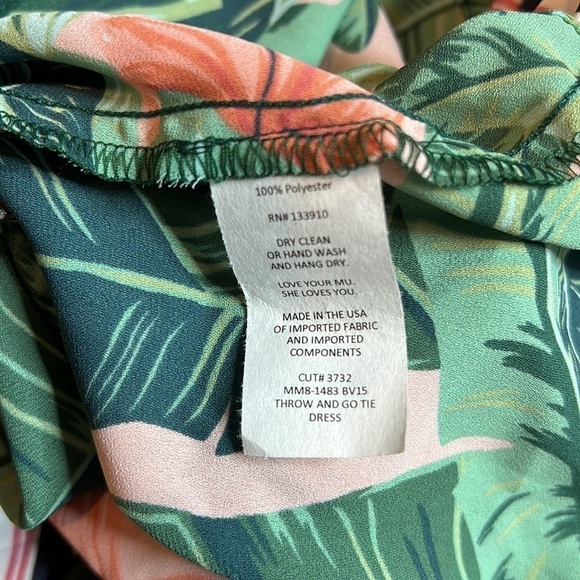 100% Polyester
RN# 133910
DRY CLEAN
OR HAND WASH
AND HANG DRY.
LOVE YOUR MU.
SHE LOVES YOU.
MADE IN THE USA
OF IMPORTED FABRIC
AND IMPORTED
COMPONENTS
CUT# 3732
MM8-1483 BV15
THROW AND GO TIE
DRESS